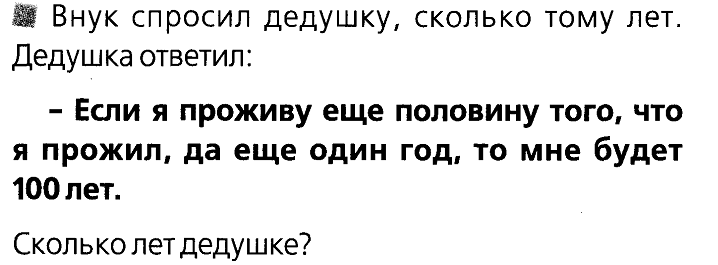 Внук спросил дедушку, сколько тому лет.
Дедушка ответил:
– Если я проживу еще половину того, что
я прожил, да еще один год, то мне будет
100 лет.
Сколько лет дедушке?